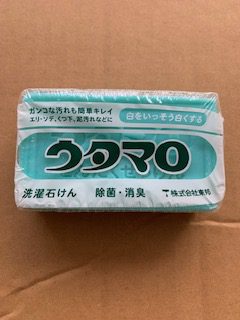 ガンコな汚れも簡単キレイ
エリ・ソデ、くつ下、泥汚れなどに
白をいっそう白くする
ウタマロ
洗濯石けん 除菌・消臭 株式会社東邦